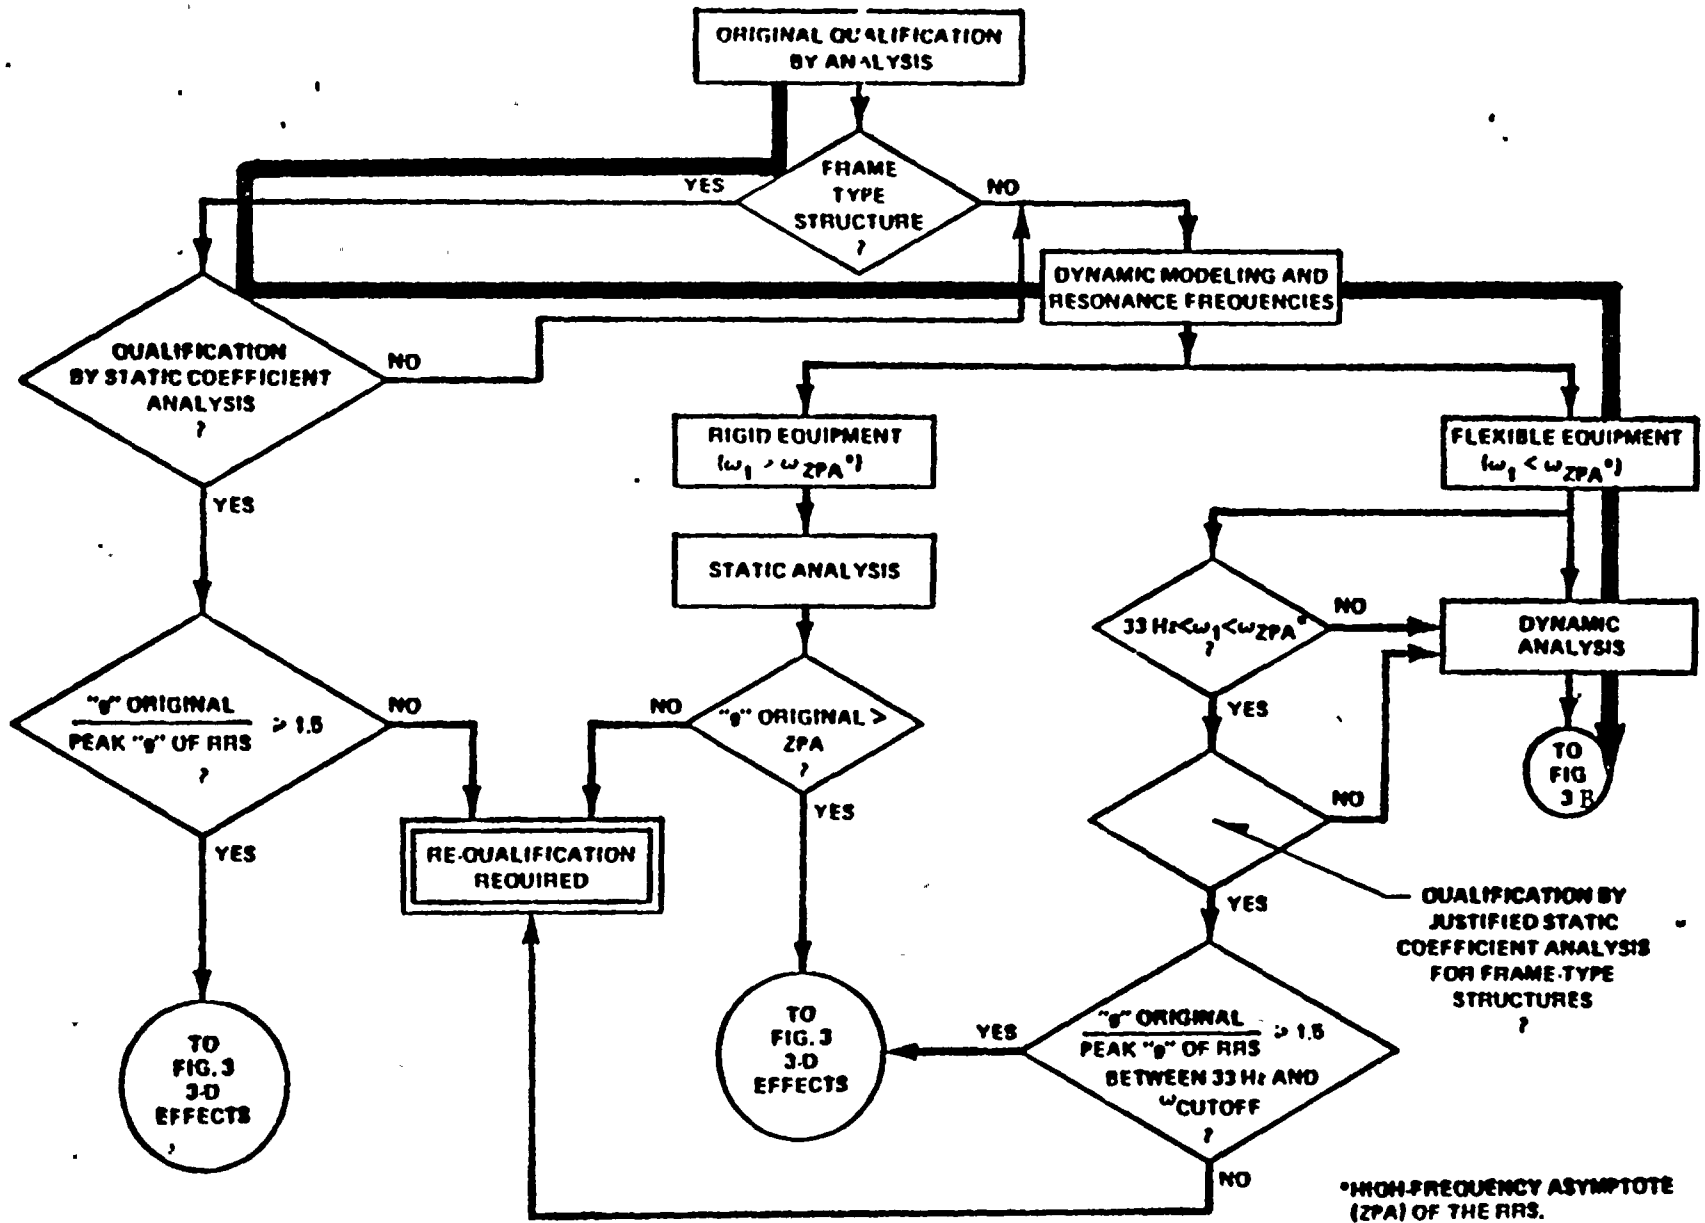 ORIGINAL QUALIFICATION
BY ANALYSIS
FRAME
TYPE
STRUCTURE
?
YES
NO
DYNAMIC MODELING AND
RESONANCE FREQUENCIES
QUALIFICATION
BY STATIC COEFFICIENT
ANALYSIS
?
NO
YES
RIGID EQUIPMENT
(ω1 > ωZPA*)
FLEXIBLE EQUIPMENT
(ω1 < ωZPA*)
STATIC ANALYSIS
33 Hz<ω1<ωZPA*
?
NO
YES
DYNAMIC
ANALYSIS
"g" ORIGINAL
PEAK "g" OF RRS
> 1.5
?
NO
YES
"g" ORIGINAL >
ZPA
?
NO
YES
TO
FIG
3 B
NO
YES
RE-QUALIFICATION
REQUIRED
QUALIFICATION BY
JUSTIFIED STATIC
COEFFICIENT ANALYSIS
FOR FRAME-TYPE
STRUCTURES
?
TO
FIG. 3
3-D
EFFECTS
TO
FIG. 3
3-D
EFFECTS
YES
"g" ORIGINAL
PEAK "g" OF RRS
> 1.5
BETWEEN 33 Hz AND
ωCUTOFF
?
NO
*HIGH-FREQUENCY ASYMPTOTE
(ZPA) OF THE RRS.